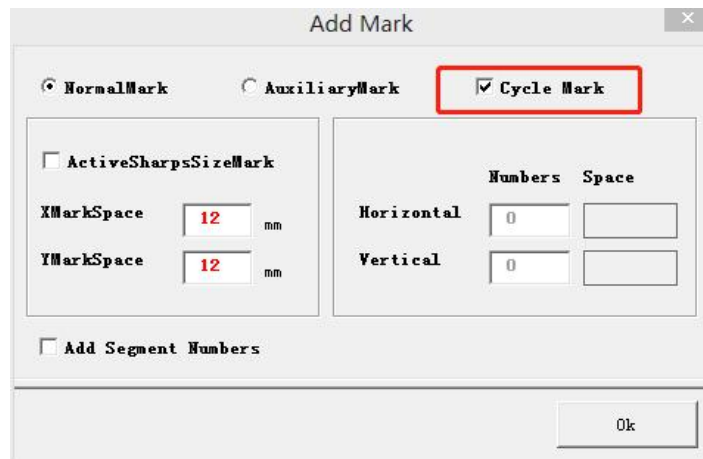 Add Mark
NormalMark AuxiliaryMark Cycle Mark
ActiveSharpsSizeMark
Numbers Space
XMarkSpace 12 mm Horizontal 0
YMarkSpace 12 mm Vertical 0
Add Segment Numbers
Ok